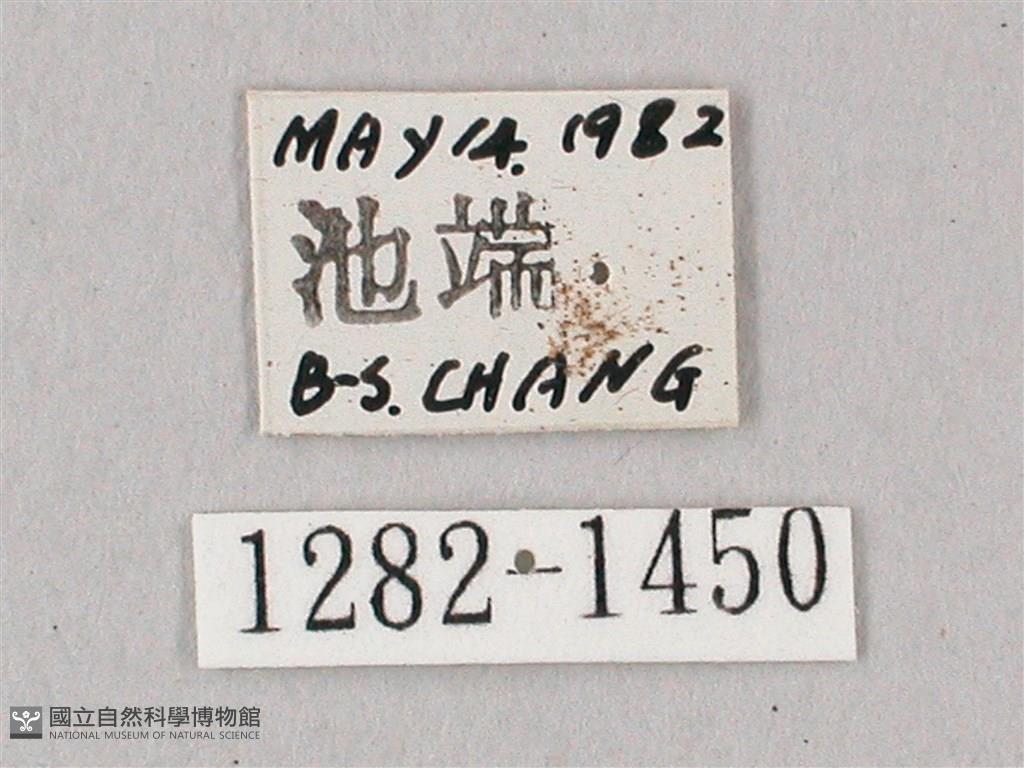 MAY 14. 1982
池端
B-S. CHANG
1282-1450
國立自然科學博物館
NATIONAL MUSEUM OF NATURAL SCIENCE